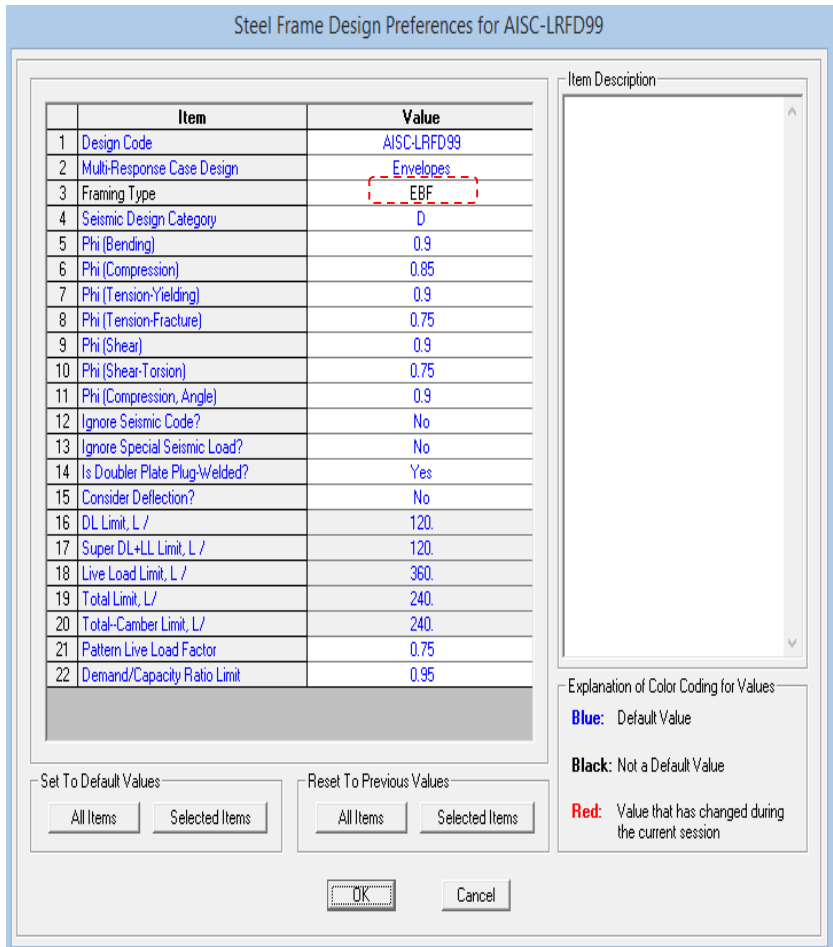 Steel Frame Design Preferences for AISC-LRFD99
Item Value
1 Design Code AISC-LRFD99
2 Multi-Response Case Design Envelopes
3 Framing Type EBF
4 Seismic Design Category D
5 Phi (Bending) 0.9
6 Phi (Compression) 0.85
7 Phi (Tension-Yielding) 0.9
8 Phi (Tension-Fracture) 0.75
9 Phi (Shear) 0.9
10 Phi (Shear-Torsion) 0.75
11 Phi (Compression, Angle) 0.9
12 Ignore Seismic Code? No
13 Ignore Special Seismic Load? No
14 Is Doubler Plate Plug-Welded? Yes
15 Consider Deflection? No
16 DL Limit, L / 120.
17 Super DL+LL Limit, L / 120.
18 Live Load Limit, L / 360.
19 Total Limit, L/ 240.
20 Total--Camber Limit, L/ 240.
21 Pattern Live Load Factor 0.75
22 Demand/Capacity Ratio Limit 0.95
Item Description
Explanation of Color Coding for Values
Blue: Default Value
Black: Not a Default Value
Red: Value that has changed during
the current session
Set To Default Values
All Items Selected Items
Reset To Previous Values
All Items Selected Items
OK Cancel